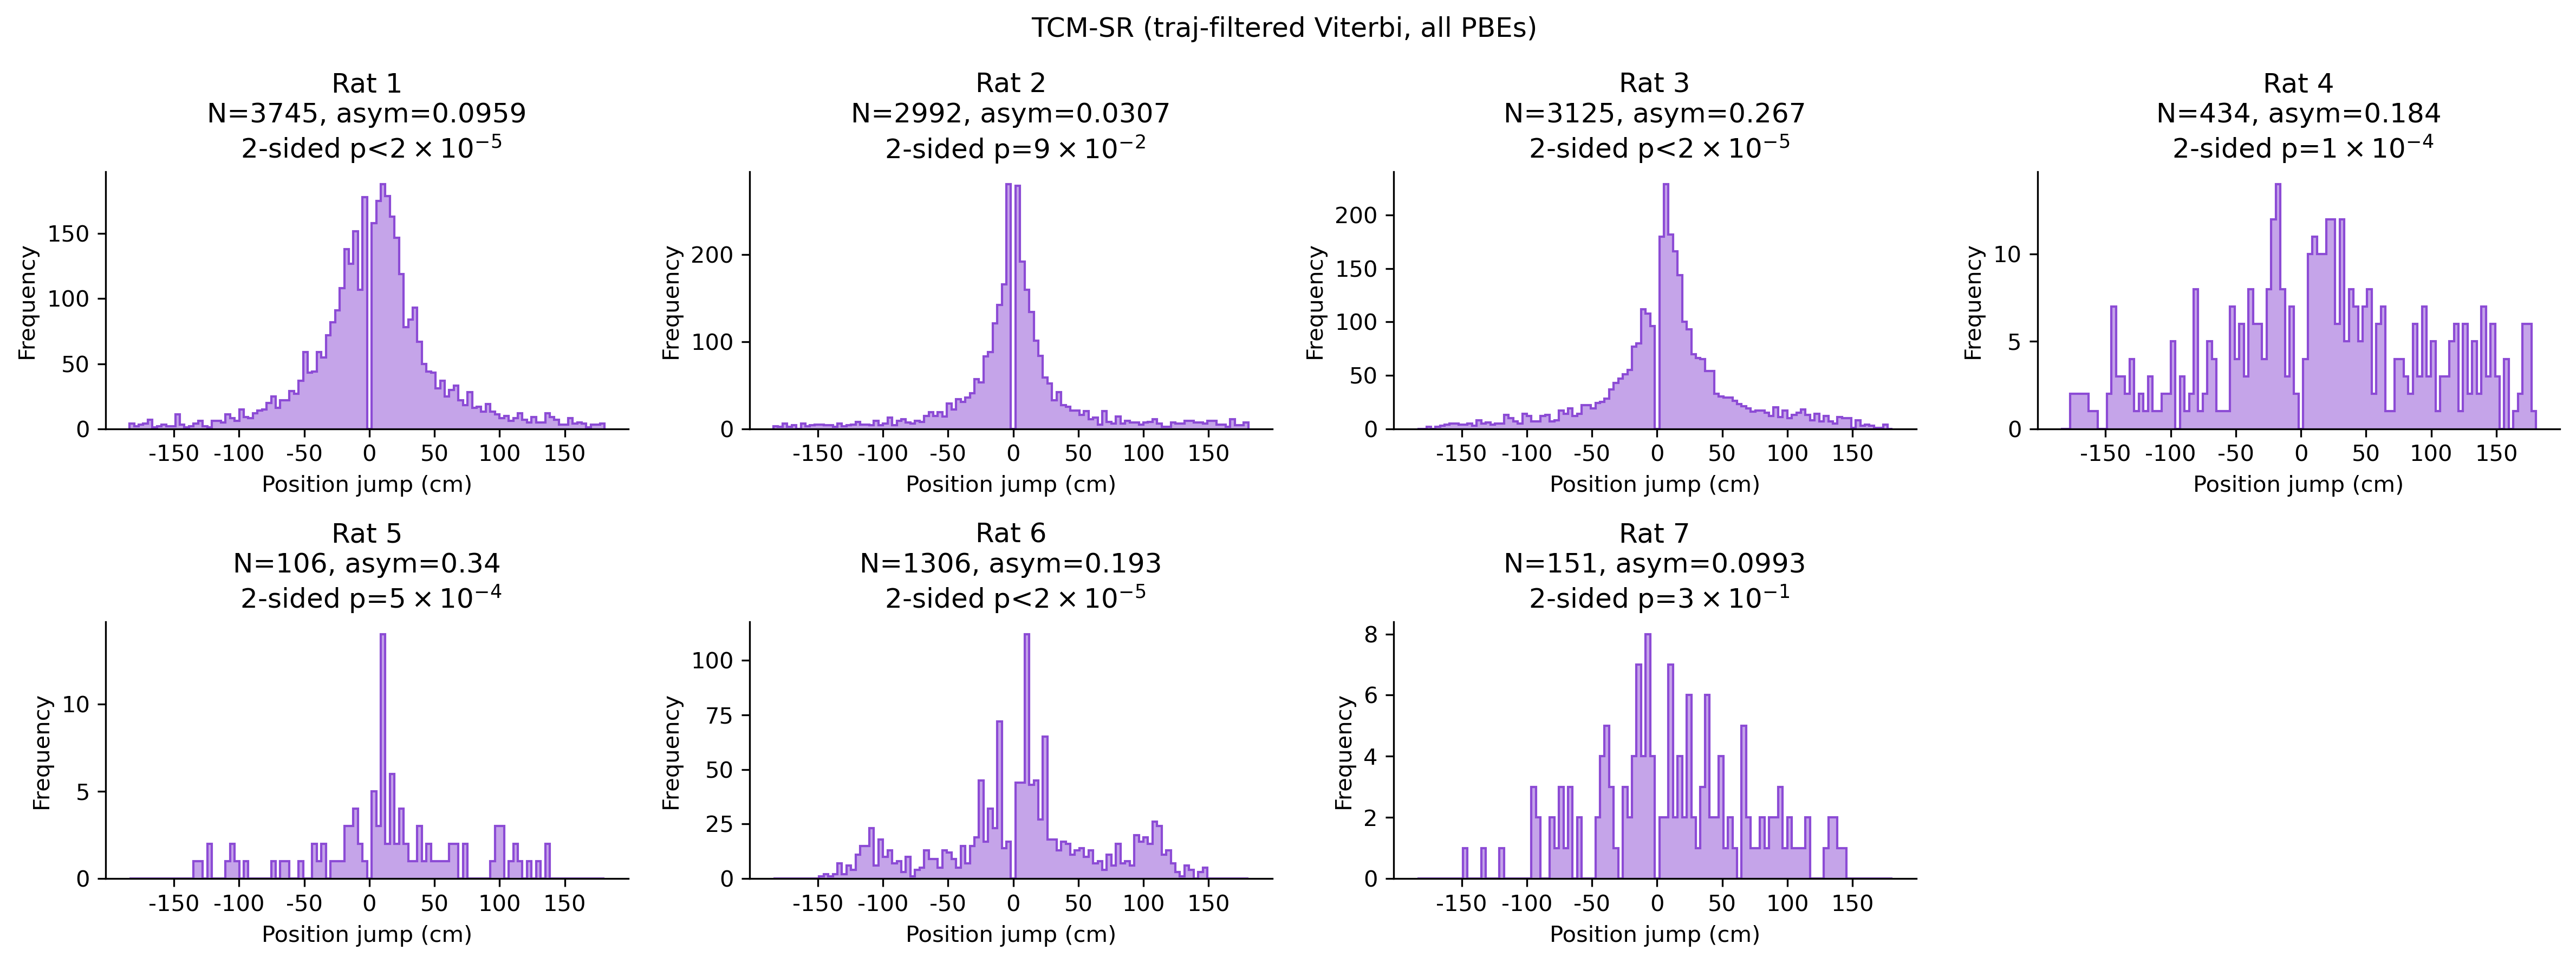 TCM-SR (traj-filtered Viterbi, all PBEs)
Rat 1
N=3745, asym=0.0959
2-sided p<2 × 10⁻⁵
Frequency
150
100
50
0
-150 -100 -50 0 50 100 150
Position jump (cm)
Rat 2
N=2992, asym=0.0307
2-sided p=9 × 10⁻²
Frequency
200
100
0
-150 -100 -50 0 50 100 150
Position jump (cm)
Rat 3
N=3125, asym=0.267
2-sided p<2 × 10⁻⁵
Frequency
200
150
100
50
0
-150 -100 -50 0 50 100 150
Position jump (cm)
Rat 4
N=434, asym=0.184
2-sided p=1 × 10⁻⁴
Frequency
10
5
0
-150 -100 -50 0 50 100 150
Position jump (cm)
Rat 5
N=106, asym=0.34
2-sided p=5 × 10⁻⁴
Frequency
10
5
0
-150 -100 -50 0 50 100 150
Position jump (cm)
Rat 6
N=1306, asym=0.193
2-sided p<2 × 10⁻⁵
Frequency
100
75
50
25
0
-150 -100 -50 0 50 100 150
Position jump (cm)
Rat 7
N=151, asym=0.0993
2-sided p=3 × 10⁻¹
Frequency
8
6
4
2
0
-150 -100 -50 0 50 100 150
Position jump (cm)